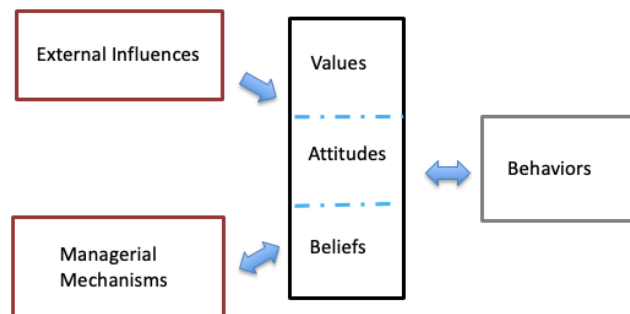 External Influences
Values
Attitudes
Behaviors
Beliefs
Managerial
Mechanisms